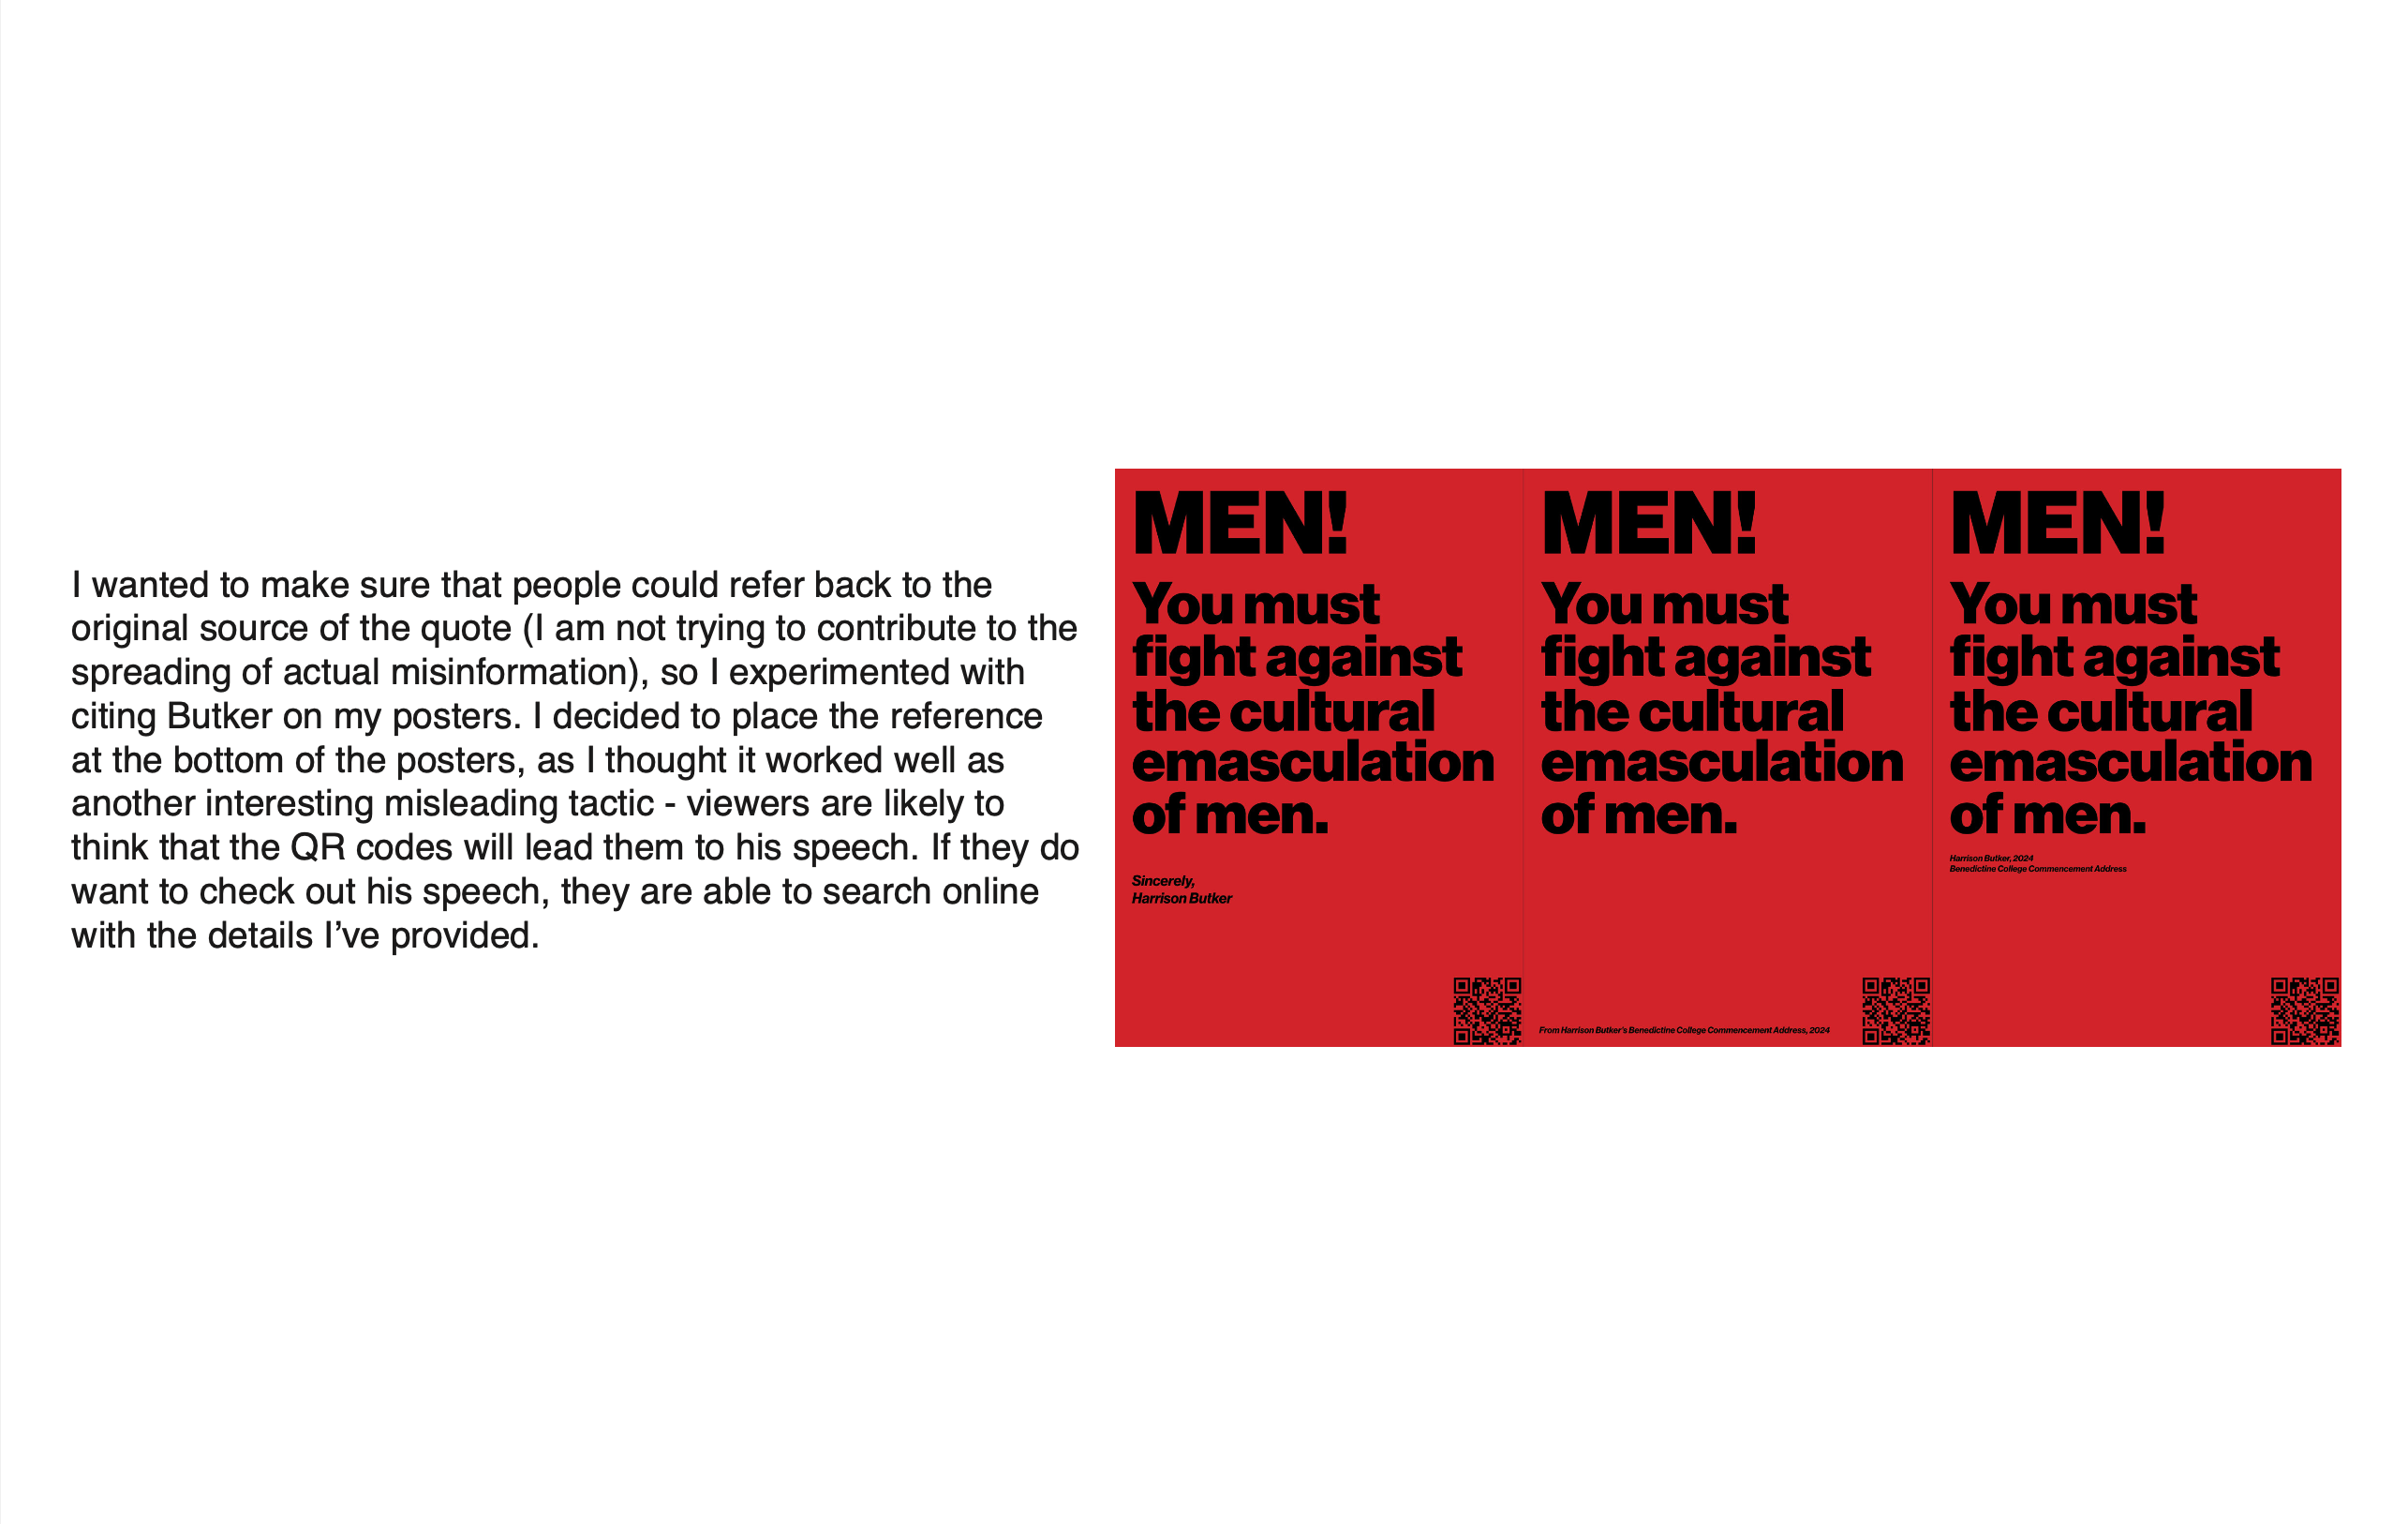 I wanted to make sure that people could refer back to the
original source of the quote (I am not trying to contribute to the
spreading of actual misinformation), so I experimented with
citing Butker on my posters. I decided to place the reference
at the bottom of the posters, as I thought it worked well as
another interesting misleading tactic - viewers are likely to
think that the QR codes will lead them to his speech. If they do
want to check out his speech, they are able to search online
with the details I’ve provided.
MEN!
You must
fight against
the cultural
emasculation
of men.
Sincerely,
Harrison Butker
MEN!
You must
fight against
the cultural
emasculation
of men.
From Harrison Butker's Benedictine College Commencement Address, 2024
MEN!
You must
fight against
the cultural
emasculation
of men.
Harrison Butker, 2024
Benedictine College Commencement Address